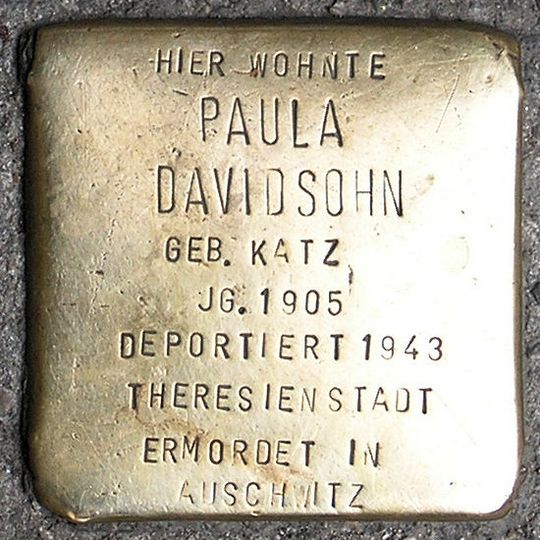 HIER WOHNTE
PAULA
DAVIDSOHN
GEB. KATZ
JG. 1905
DEPORTIERT 1943
THERESIENSTADT
ERMORDET IN
AUSCHWITZ